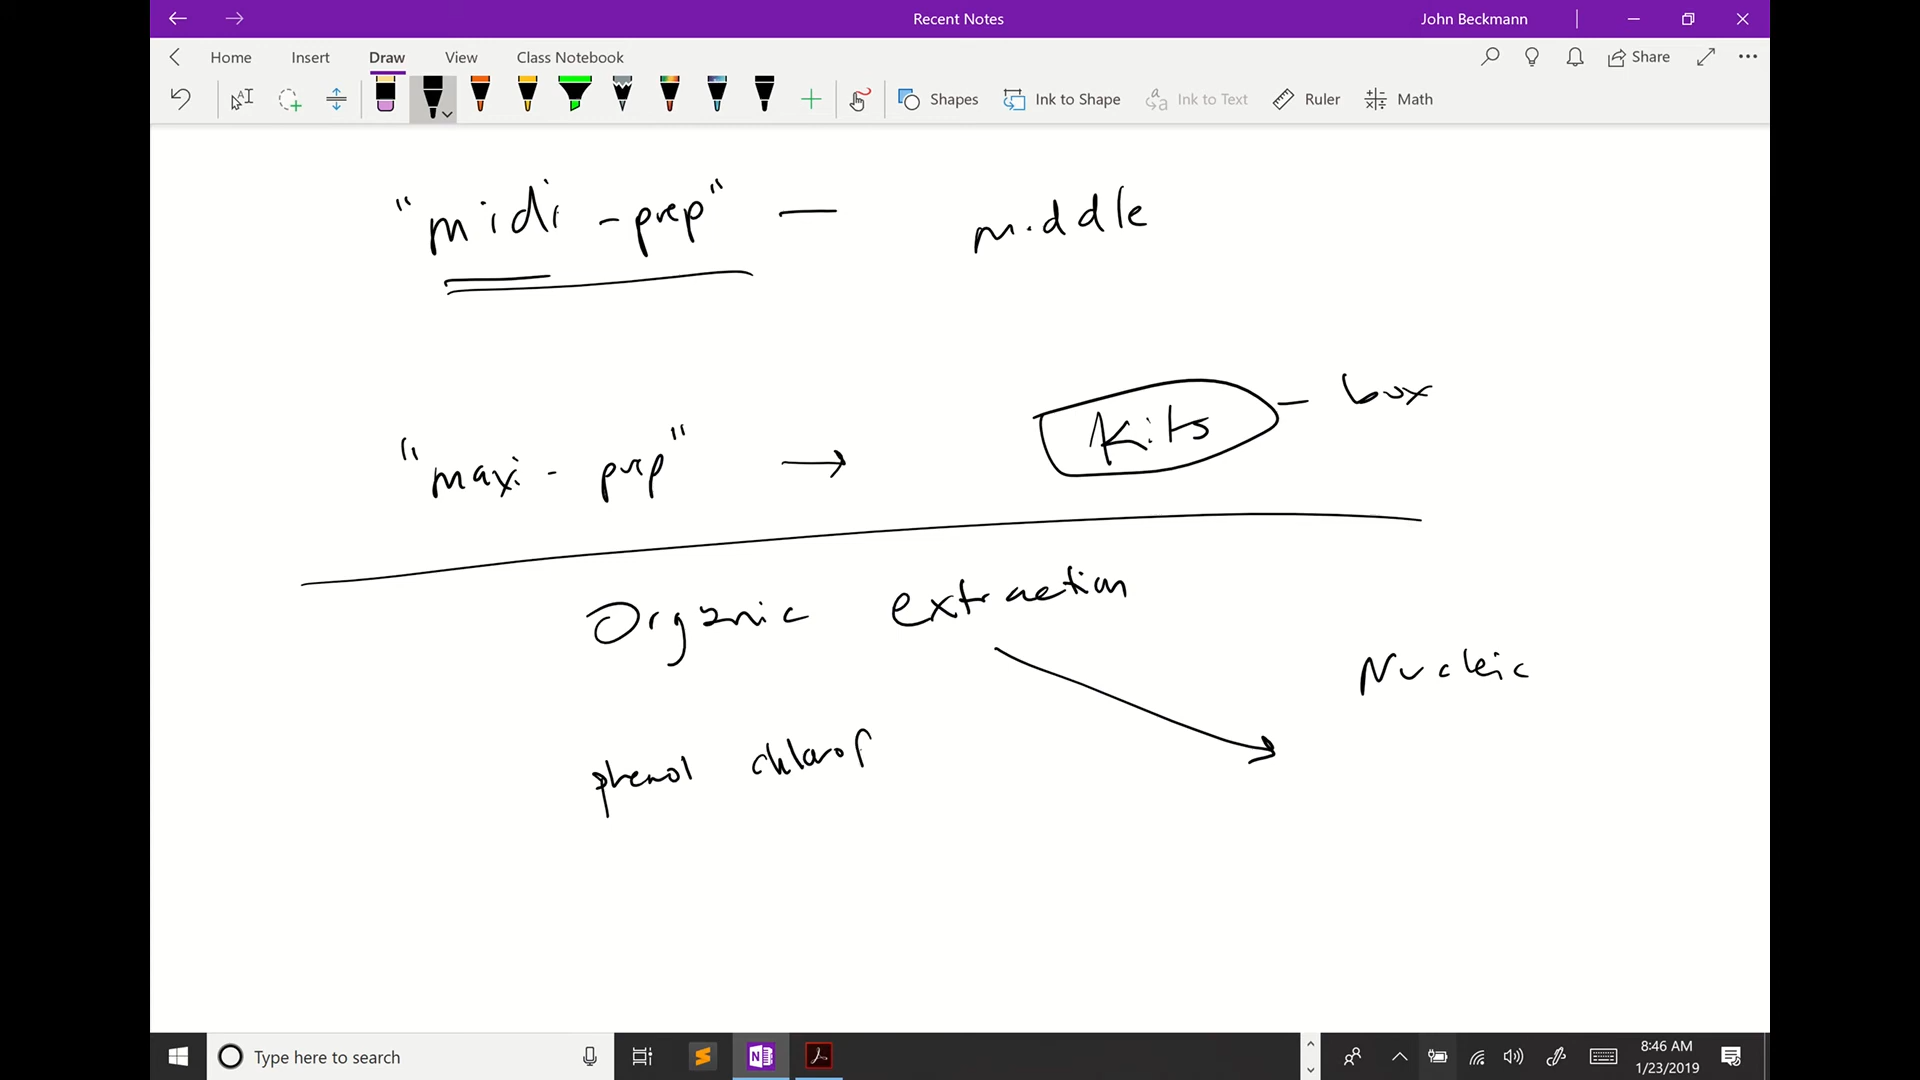 Recent Notes John Beckmann
Home Insert Draw View Class Notebook Share
Shapes Ink to Shape Ink to Text Ruler Math
"midi - prep" — middle
"maxi - prep" → Kits — box
Organic extraction
Nucleic
phenol chlorof
Type here to search
8:46 AM
1/23/2019